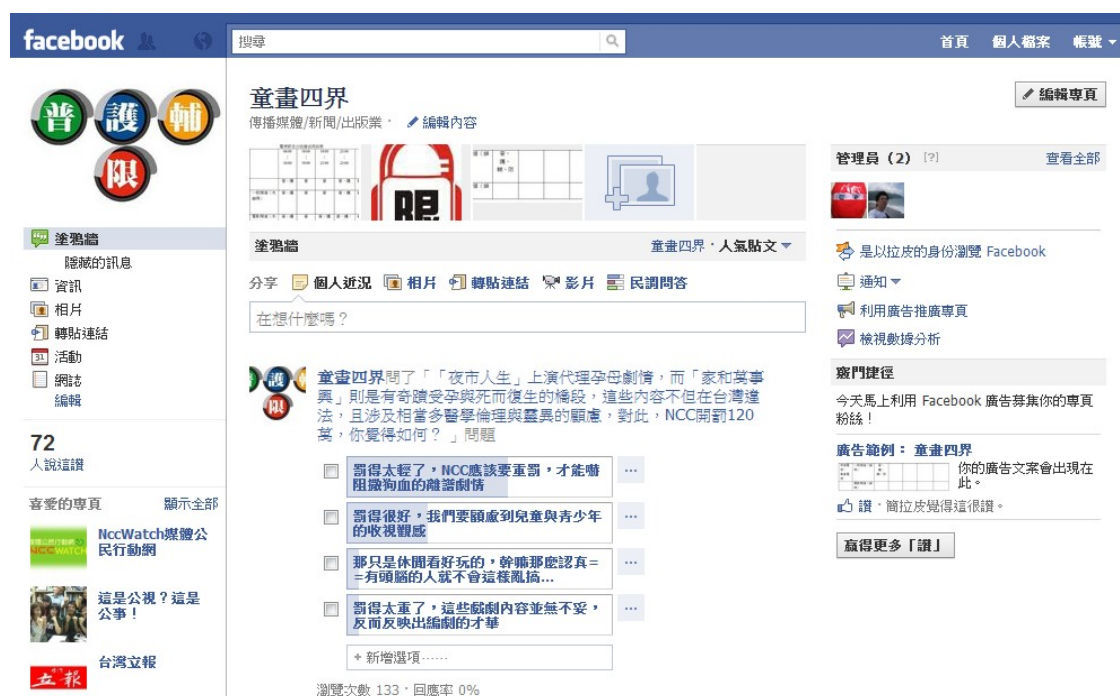 facebook
搜尋
首頁 個人檔案 帳號
普 護 輔
限
童畫四界
傳播媒體/新聞/出版業 · 編輯內容
編輯專頁
限
塗鴉牆
隱藏的訊息
資訊
相片
轉貼連結
31 活動
網誌
編輯
72
人說這讚
喜愛的專頁 顯示全部
NccWatch媒體公
民行動網
這是公視?這是
公事!
台灣立報
塗鴉牆
童畫四界 · 人氣貼文
分享 個人近況 相片 轉貼連結 影片 民調問答
在想什麼嗎?
童畫四界問了「「夜市人生」上演代理孕母劇情,而「家和萬事
興」則是有奇蹟受孕與死而復生的橋段,這些內容不但在台灣違
法,且涉及相當多醫學倫理與靈異的顧慮,對此,NCC開罰120
萬,你覺得如何?」問題
罰得太輕了,NCC應該要重罰,才能嚇
阻灑狗血的離譜劇情
罰得很好,我們要顧慮到兒童與青少年
的收視觀感
那只是休閒看好玩的,幹嘛那麼認真=
=有頭腦的人就不會這樣亂搞...
罰得太重了,這些戲劇內容並無不妥,
反而反映出編劇的才華
+ 新增選項......
瀏覽次數 133 · 回應率 0%
管理員(2) [?] 查看全部
是以拉皮的身份瀏覽 Facebook
通知
利用廣告推廣專頁
檢視數據分析
竅門捷徑
今天馬上利用 Facebook 廣告募集你的專頁
粉絲!
廣告範例: 童畫四界
你的廣告文案會出現在
此。
讚 · 簡拉皮覺得這很讚。
贏得更多「讚」